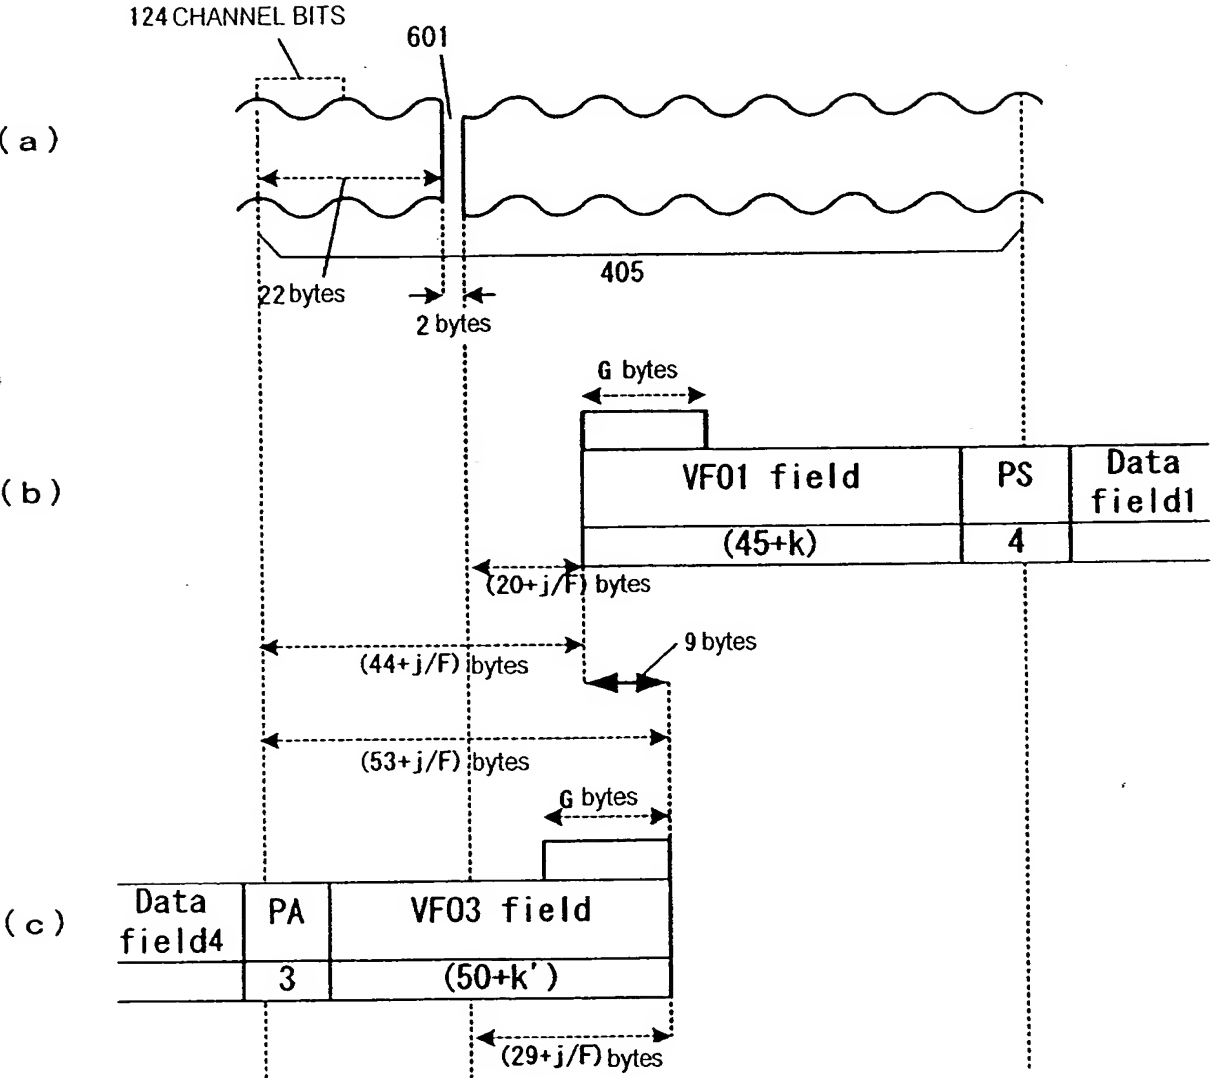 124 CHANNEL BITS
601
(a)
22 bytes
405
2 bytes
G bytes
(b)
VFO1 field
PS
Data
field1
(45+k)
4
(20+j/F) bytes
9 bytes
(44+j/F) bytes
(53+j/F) bytes
G bytes
(c)
Data
field4
PA
VFO3 field
3
(50+k')
(29+j/F) bytes